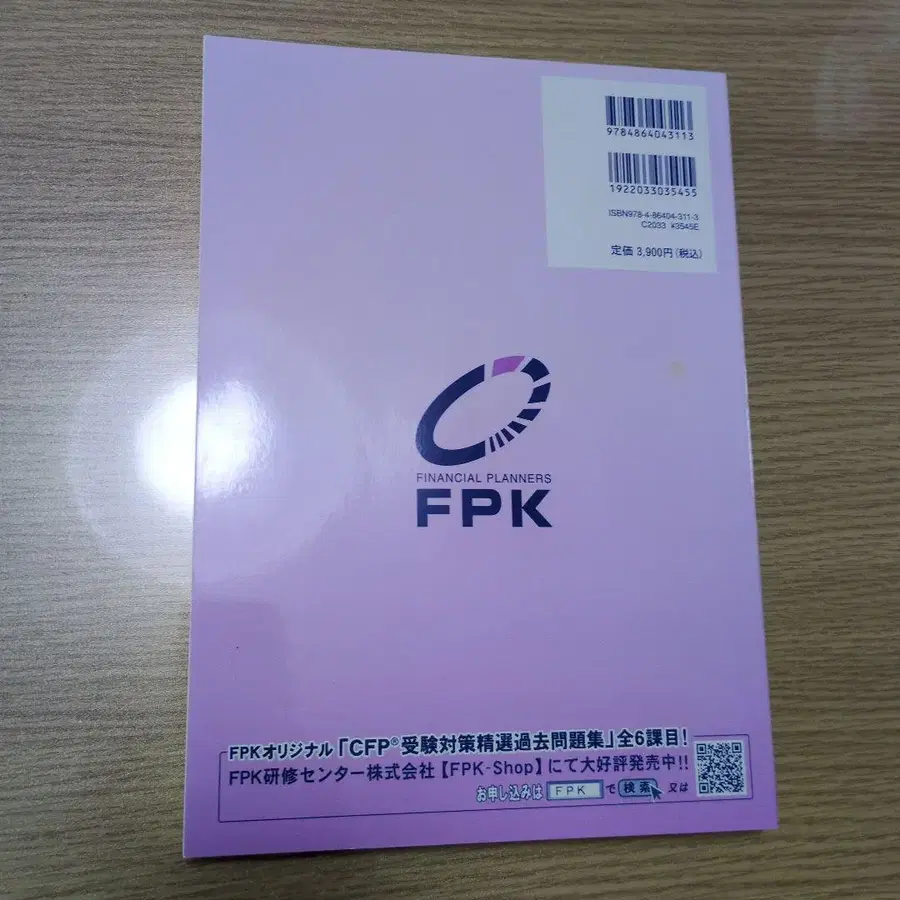 9784864043113
1922033035455
ISBN978-4-86404-311-3
C2033 ¥3545E
定価 3,900円(税込)
FINANCIAL PLANNERS
FPK
FPKオリジナル「CFP®受験対策精選過去問題集」全6課目!
FPK研修センター株式会社【FPK-Shop】にて大好評発売中!!
お申し込みは FPK で 検索 又は